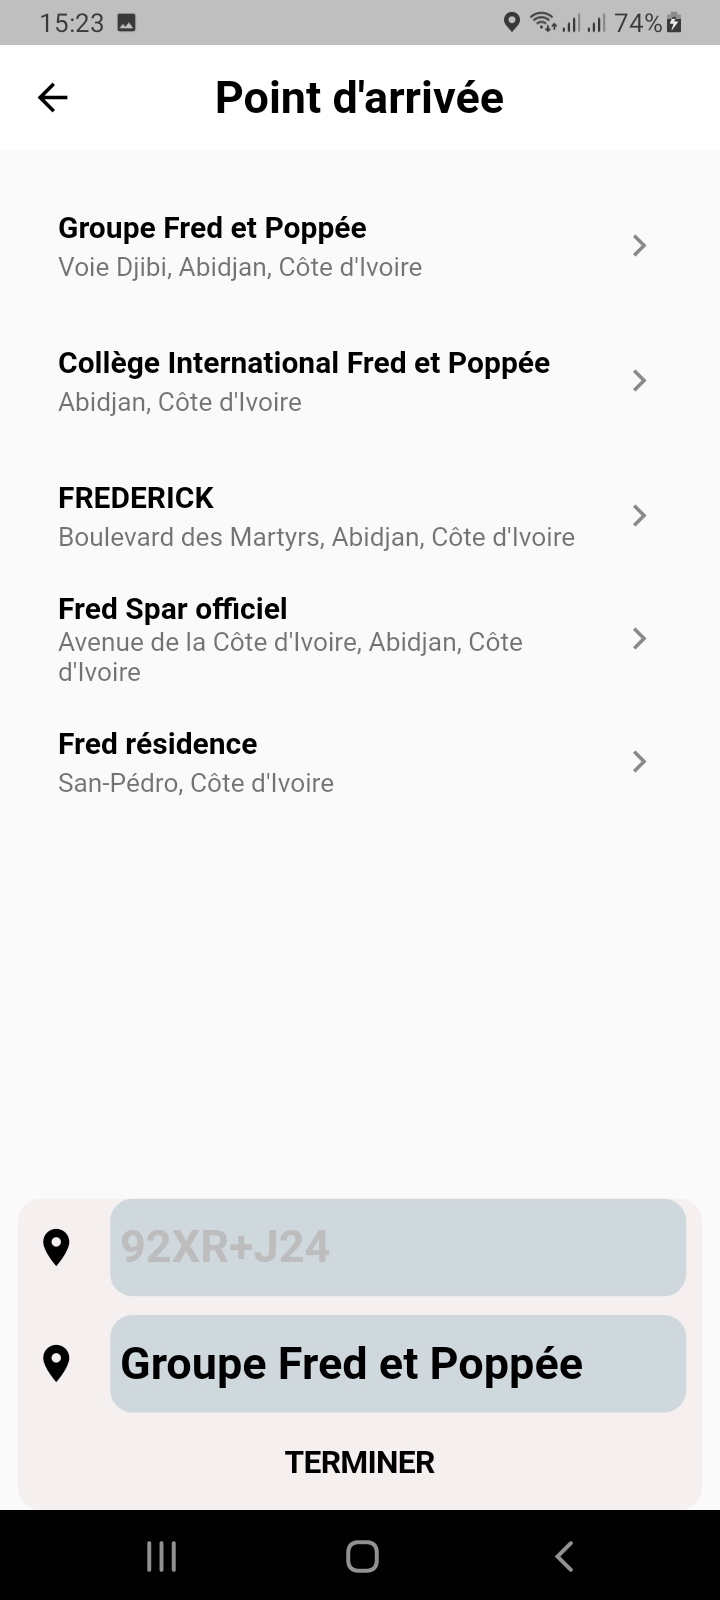 15:23
74%
Point d'arrivée
Groupe Fred et Poppée
Voie Djibi, Abidjan, Côte d'Ivoire
Collège International Fred et Poppée
Abidjan, Côte d'Ivoire
FREDERICK
Boulevard des Martyrs, Abidjan, Côte d'Ivoire
Fred Spar officiel
Avenue de la Côte d'Ivoire, Abidjan, Côte
d'Ivoire
Fred résidence
San-Pédro, Côte d'Ivoire
92XR+J24
Groupe Fred et Poppée
TERMINER